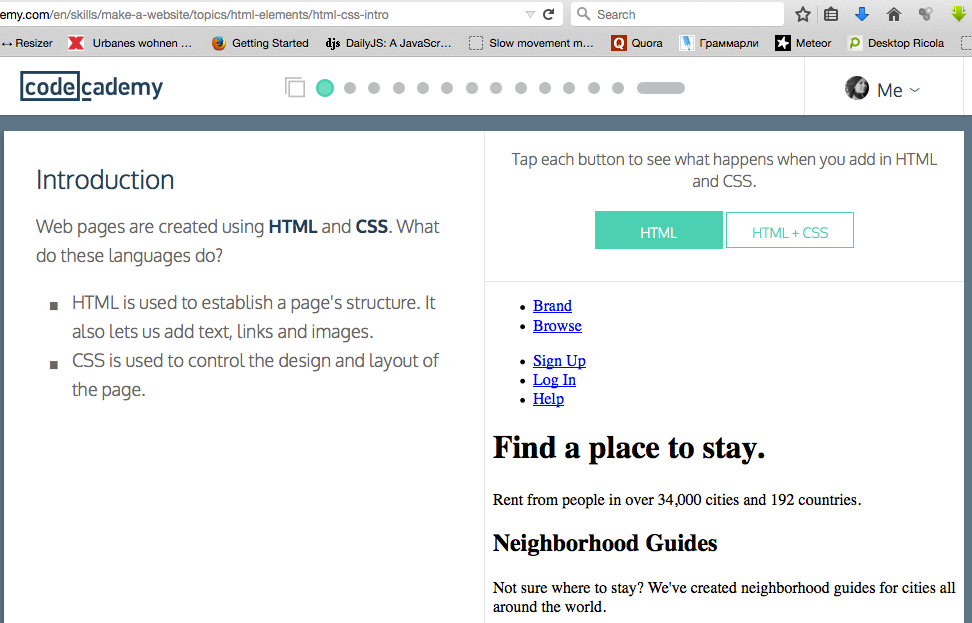 emy.com/en/skills/make-a-website/topics/html-elements/html-css-intro
Search
Resizer
Urbanes wohnen ...
Getting Started
djs DailyJS: A JavaScr...
Slow movement m...
Q Quora
Граммарли
Meteor
Desktop Ricola
codecademy
Me
Introduction
Web pages are created using HTML and CSS. What
do these languages do?
HTML is used to establish a page's structure. It
also lets us add text, links and images.
CSS is used to control the design and layout of
the page.
Tap each button to see what happens when you add in HTML
and CSS.
HTML
HTML + CSS
Brand
Browse
Sign Up
Log In
Help
Find a place to stay.
Rent from people in over 34,000 cities and 192 countries.
Neighborhood Guides
Not sure where to stay? We've created neighborhood guides for cities all
around the world.